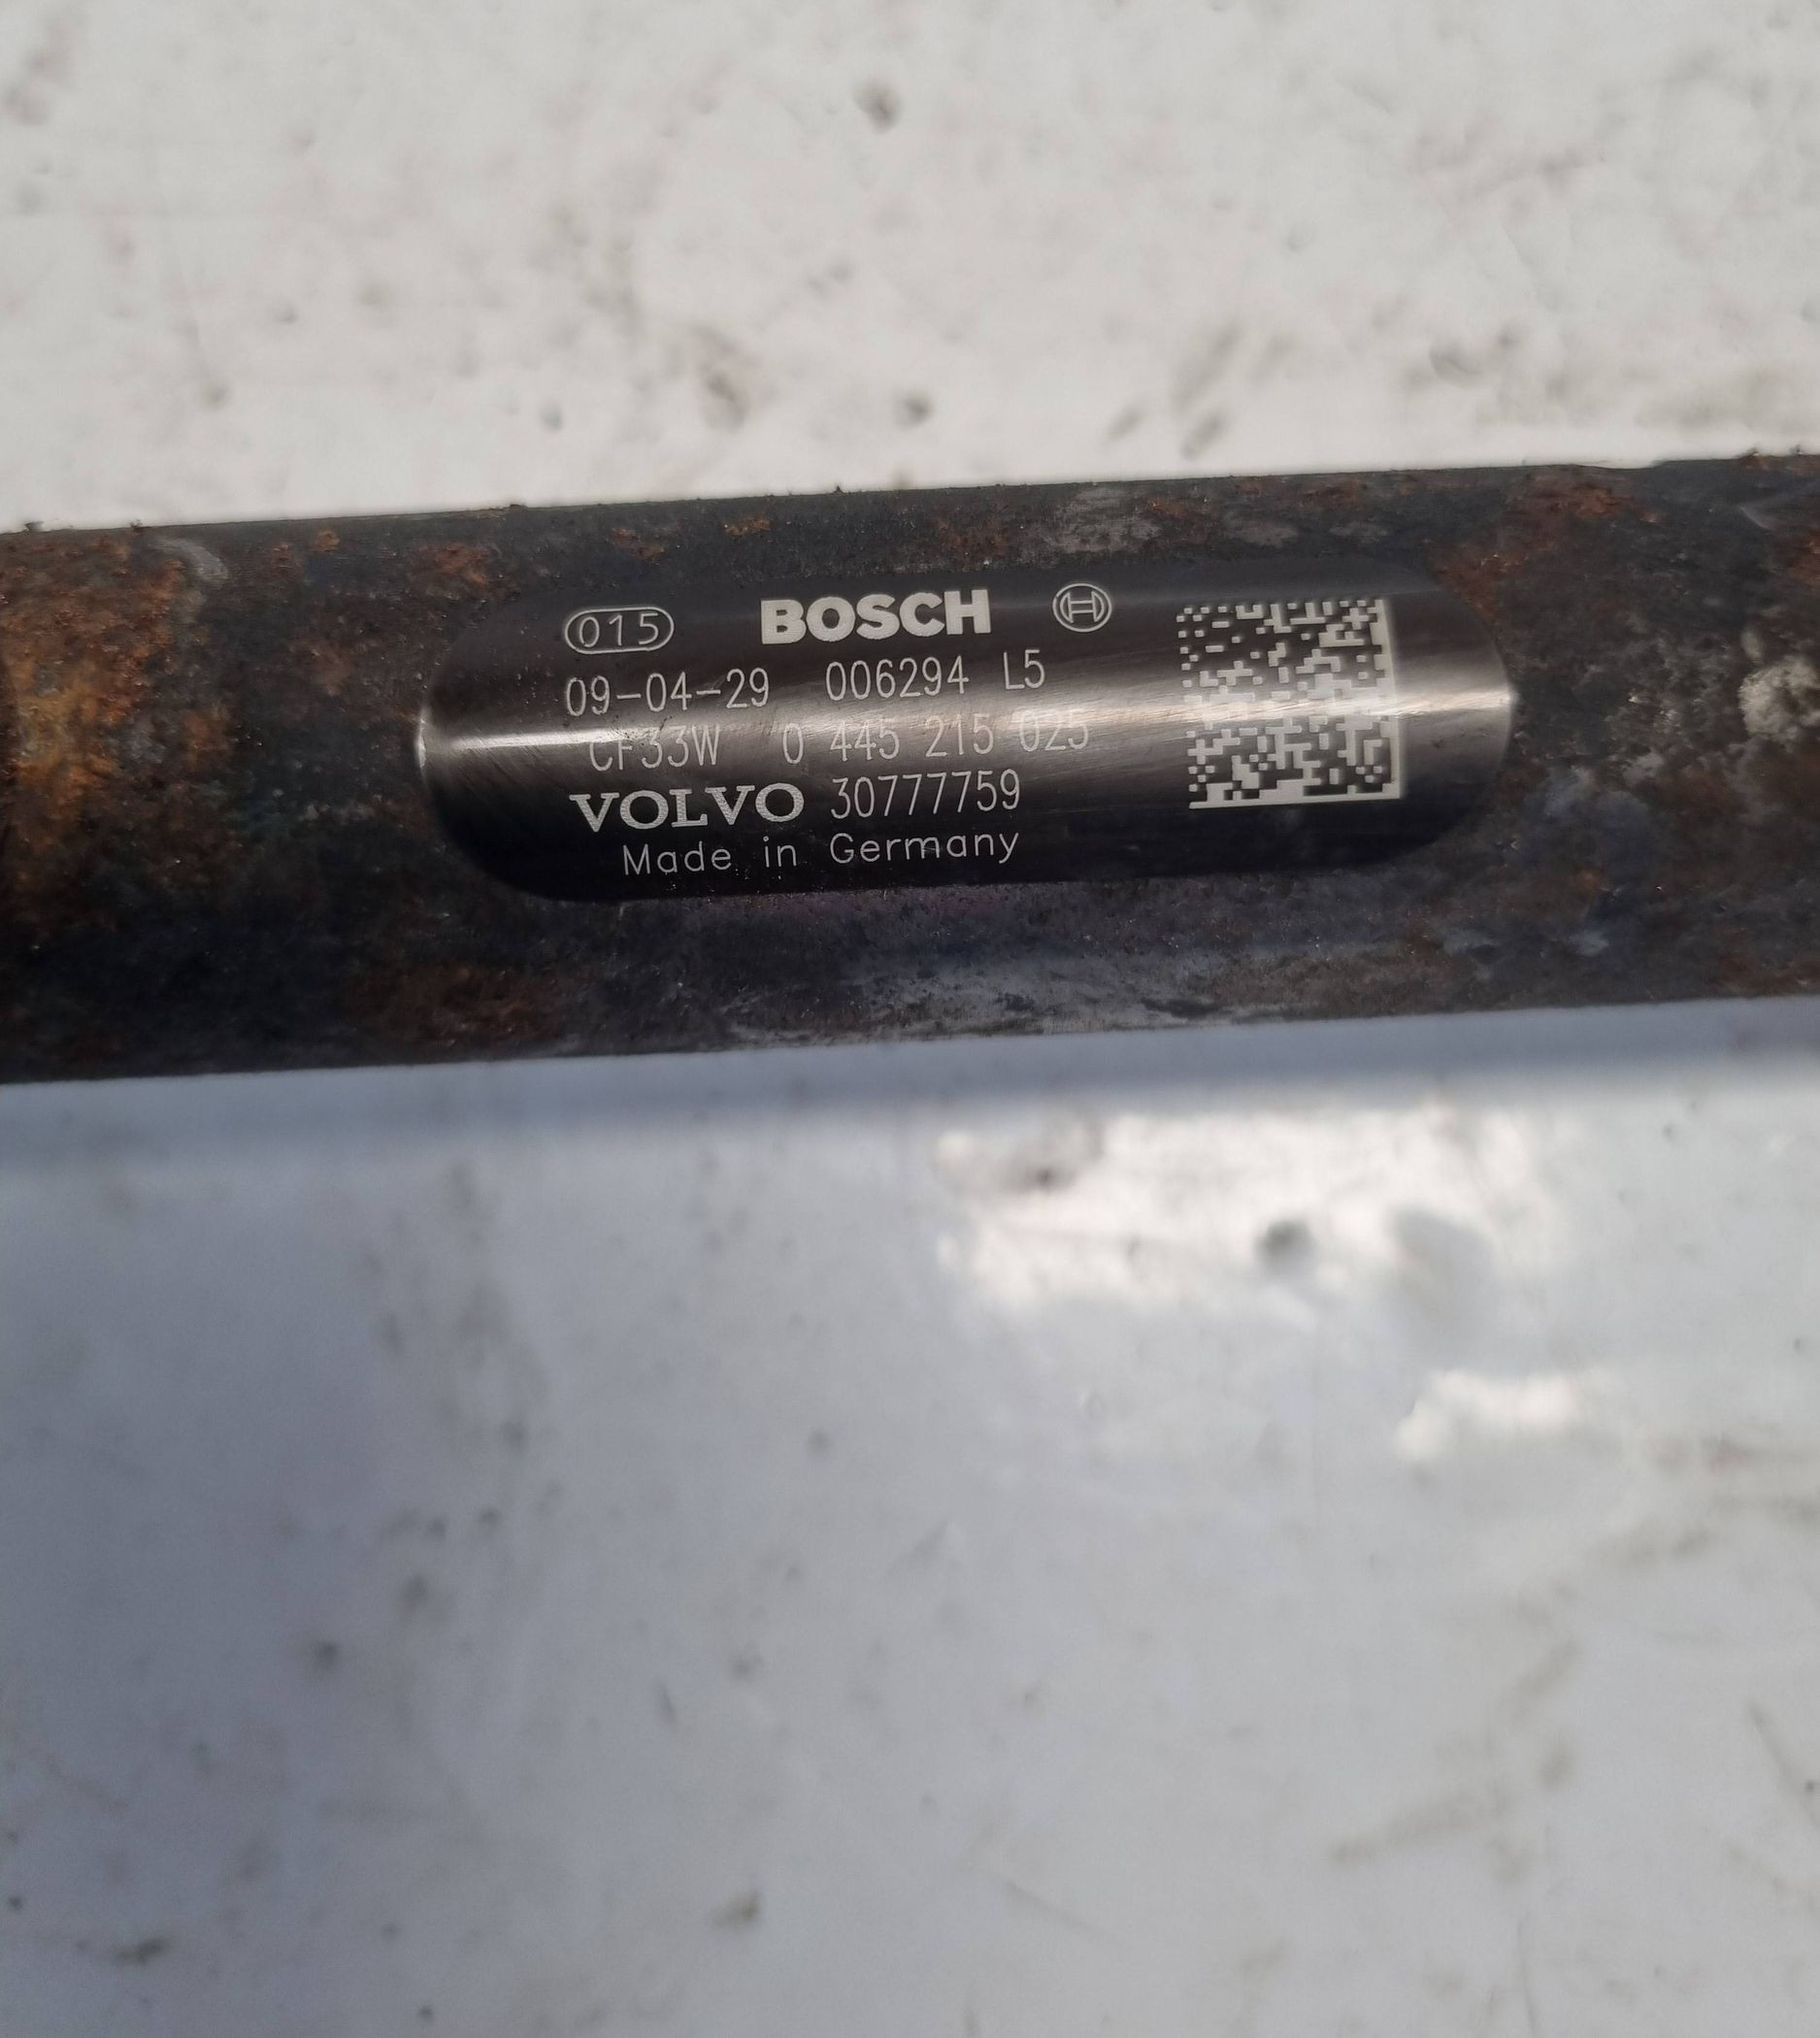 015 BOSCH
09-04-29 006294 L5
CF33W 0 445 215 025
VOLVO 30777759
Made in Germany